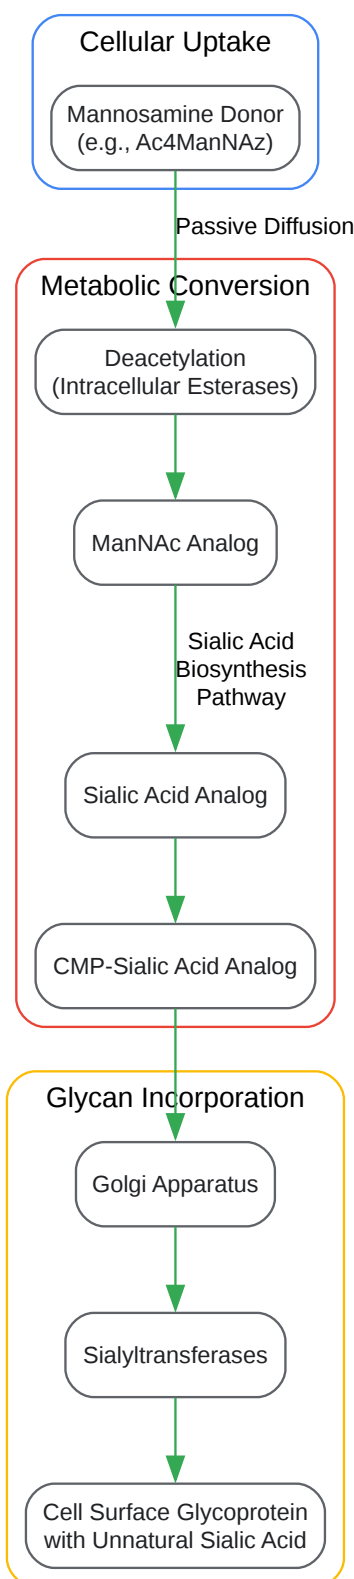 Cellular Uptake
Mannosamine Donor
(e.g., Ac4ManNAz)
Passive Diffusion
Metabolic Conversion
Deacetylation
(Intracellular Esterases)
ManNAc Analog
Sialic Acid
Biosynthesis
Pathway
Sialic Acid Analog
CMP-Sialic Acid Analog
Glycan Incorporation
Golgi Apparatus
Sialyltransferases
Cell Surface Glycoprotein
with Unnatural Sialic Acid